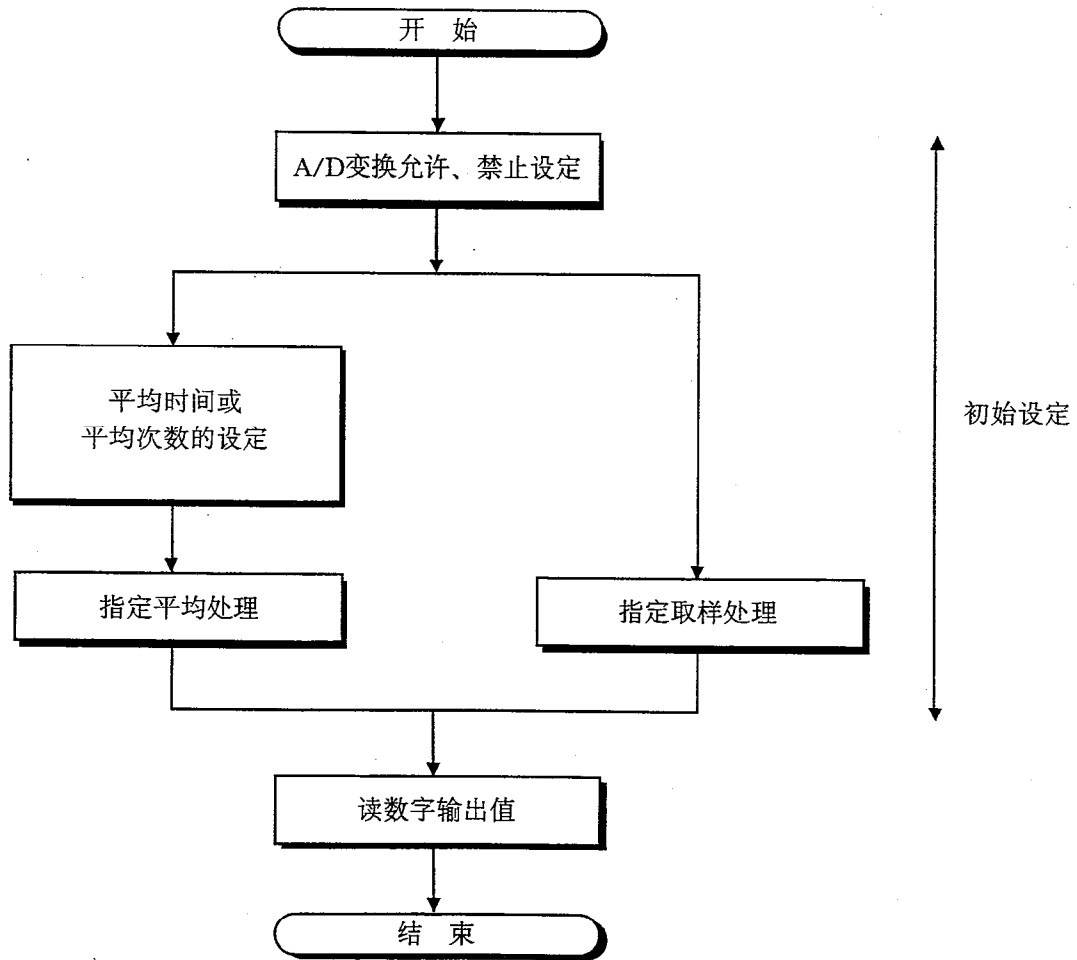 开 始
A/D变换允许、禁止设定
平均时间或
平均次数的设定
初始设定
指定平均处理
指定取样处理
读数字输出值
结 束